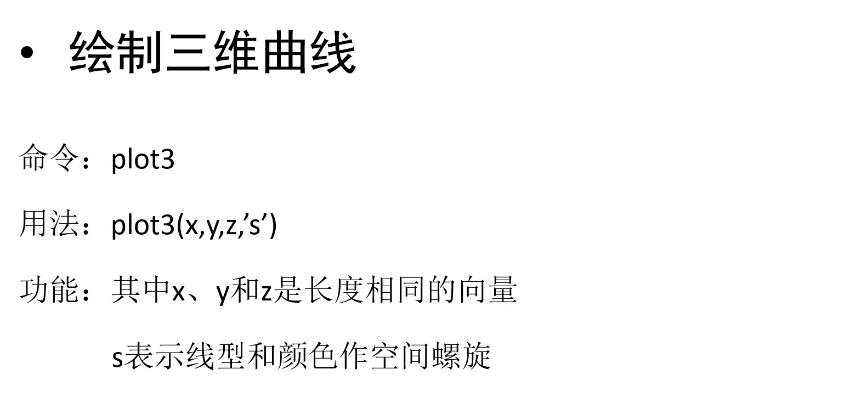 • 绘制三维曲线
命令：plot3
用法：plot3(x,y,z,’s’)
功能：其中x、y和z是长度相同的向量
s表示线型和颜色作空间螺旋